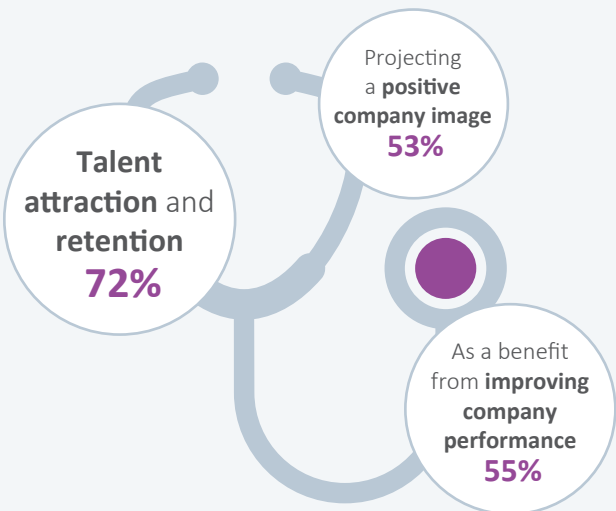 Projecting
a positive
company image
53%
Talent
attraction and
retention
72%
As a benefit
from improving
company
performance
55%